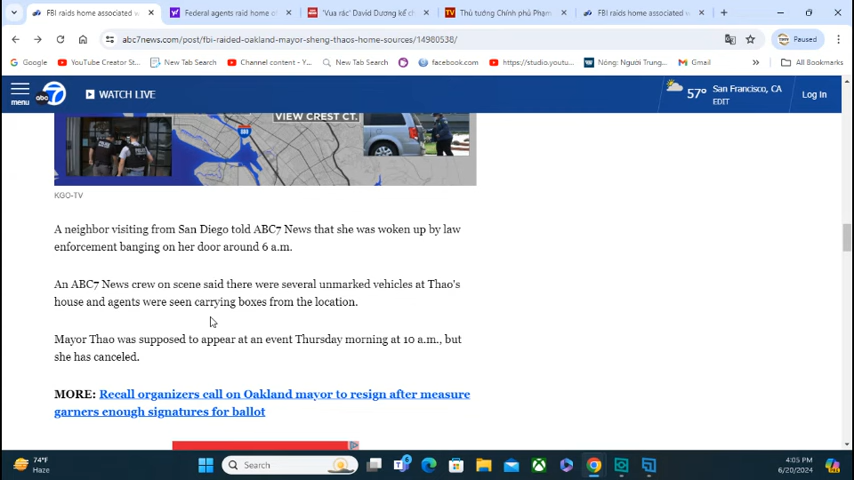 FBI raids home associated w
Federal agents raid home c
'Vua rác' David Dương kể ch
Thủ tướng Chính phủ Phạm
FBI raids home associated w
abc7news.com/post/fbi-raided-oakland-mayor-sheng-thaos-home-sources/14980538/
Paused
Google
YouTube Creator St...
New Tab Search
Channel content - Y...
New Tab Search
facebook.com
https://studio.youtu...
Nóng: Người Trung...
Gmail
All Bookmarks
menu
abc 7
WATCH LIVE
57°
San Francisco, CA
EDIT
Log In
VIEW CREST CT.
KGO-TV
A neighbor visiting from San Diego told ABC7 News that she was woken up by law
enforcement banging on her door around 6 a.m.
An ABC7 News crew on scene said there were several unmarked vehicles at Thao's
house and agents were seen carrying boxes from the location.
Mayor Thao was supposed to appear at an event Thursday morning at 10 a.m., but
she has canceled.
MORE: Recall organizers call on Oakland mayor to resign after measure
garners enough signatures for ballot
74°F
Haze
Search
4:05 PM
6/20/2024